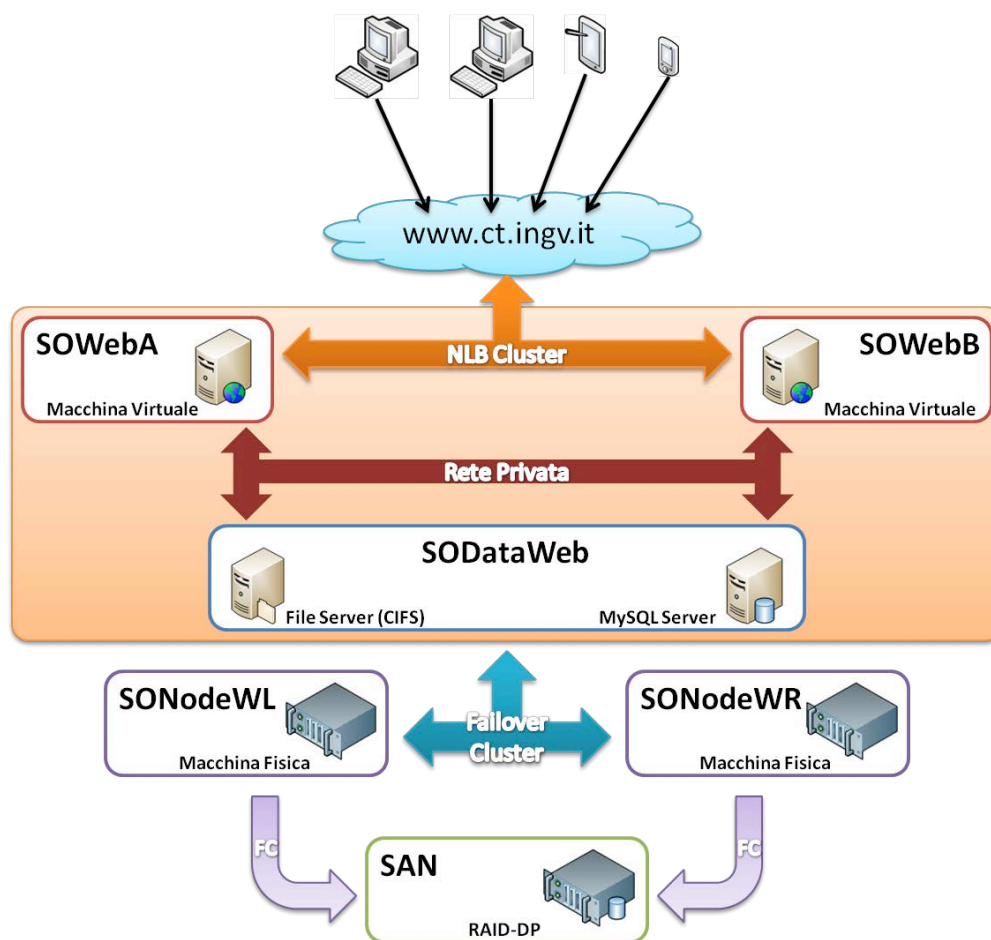 www.ct.ingv.it
SOWebA
Macchina Virtuale
NLB Cluster
SOWebB
Macchina Virtuale
Rete Privata
SODataWeb
File Server (CIFS)
MySQL Server
SONodeWL
Macchina Fisica
Failover
Cluster
SONodeWR
Macchina Fisica
FC
FC
SAN
RAID-DP